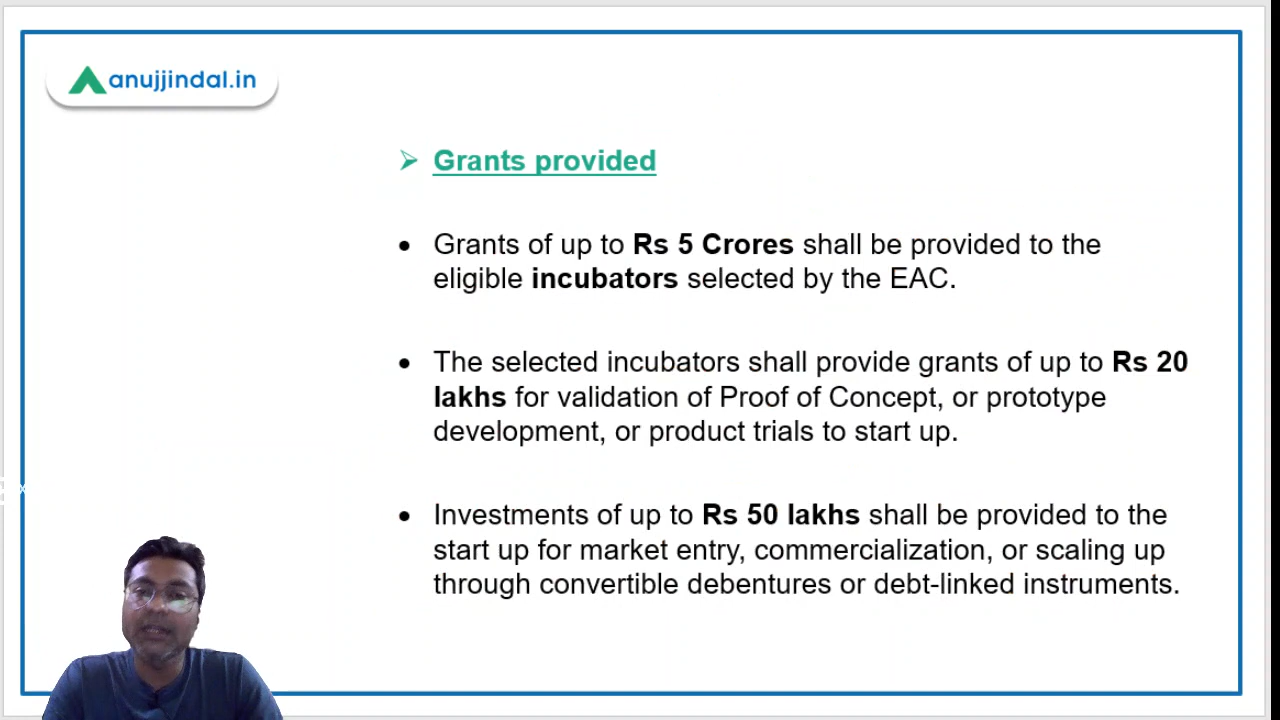 anujjindal.in
Grants provided
Grants of up to Rs 5 Crores shall be provided to the
eligible incubators selected by the EAC.
The selected incubators shall provide grants of up to Rs 20
lakhs for validation of Proof of Concept, or prototype
development, or product trials to start up.
Investments of up to Rs 50 lakhs shall be provided to the
start up for market entry, commercialization, or scaling up
through convertible debentures or debt-linked instruments.